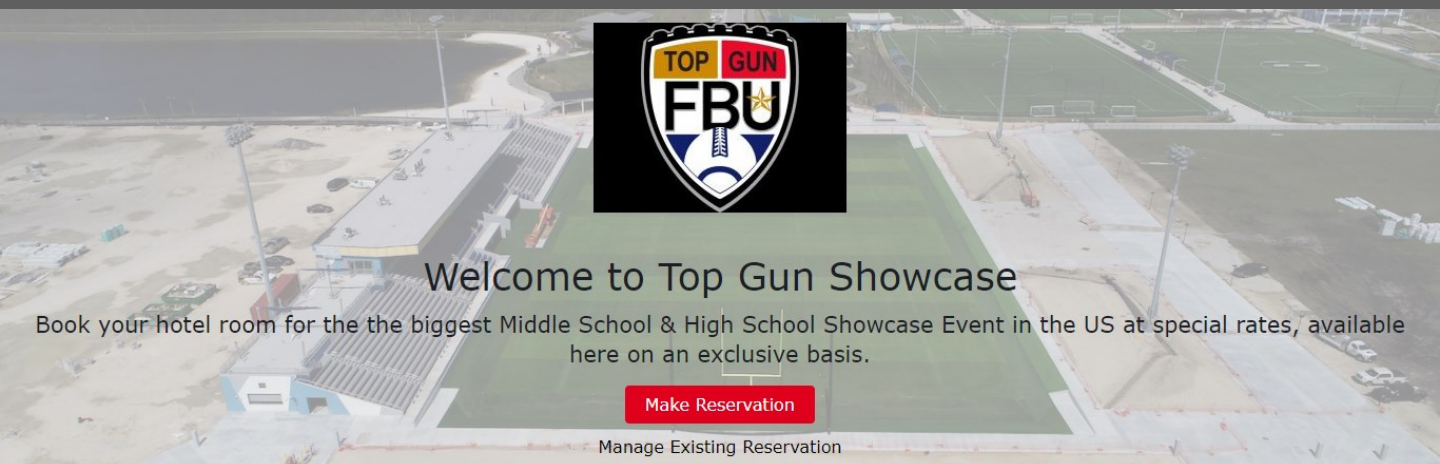 TOP GUN
FBU
Welcome to Top Gun Showcase
Book your hotel room for the the biggest Middle School & High School Showcase Event in the US at special rates, available
here on an exclusive basis.
Make Reservation
Manage Existing Reservation